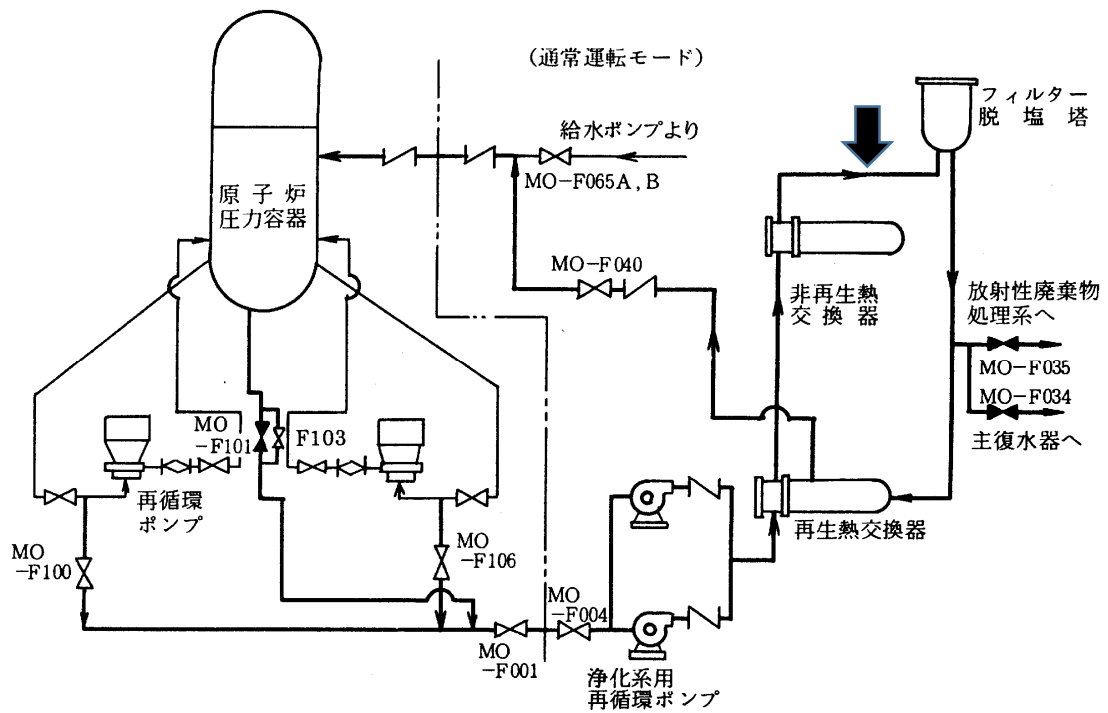 (通常運転モード)
フィルター
脱塩塔
給水ポンプより
MO-F065A, B
原子炉
圧力容器
MO-F040
非再生熱
交換器
放射性廃棄物
処理系へ
MO-F035
MO-F034
主復水器へ
MO
-F101
F103
再循環
ポンプ
再生熱交換器
MO
-F100
MO
-F106
MO
-F004
MO
-F001
浄化系用
再循環ポンプ